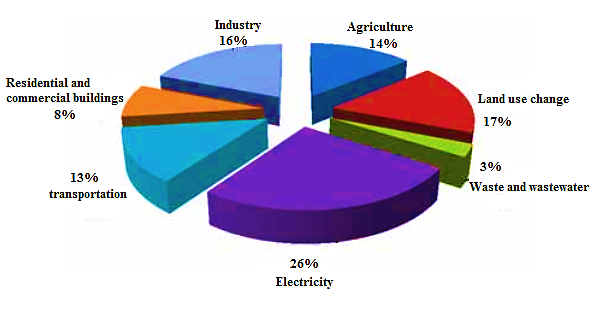 Industry
16%
Agriculture
14%
Residential and
commercial buildings
8%
Land use change
17%
3%
Waste and wastewater
13%
transportation
26%
Electricity